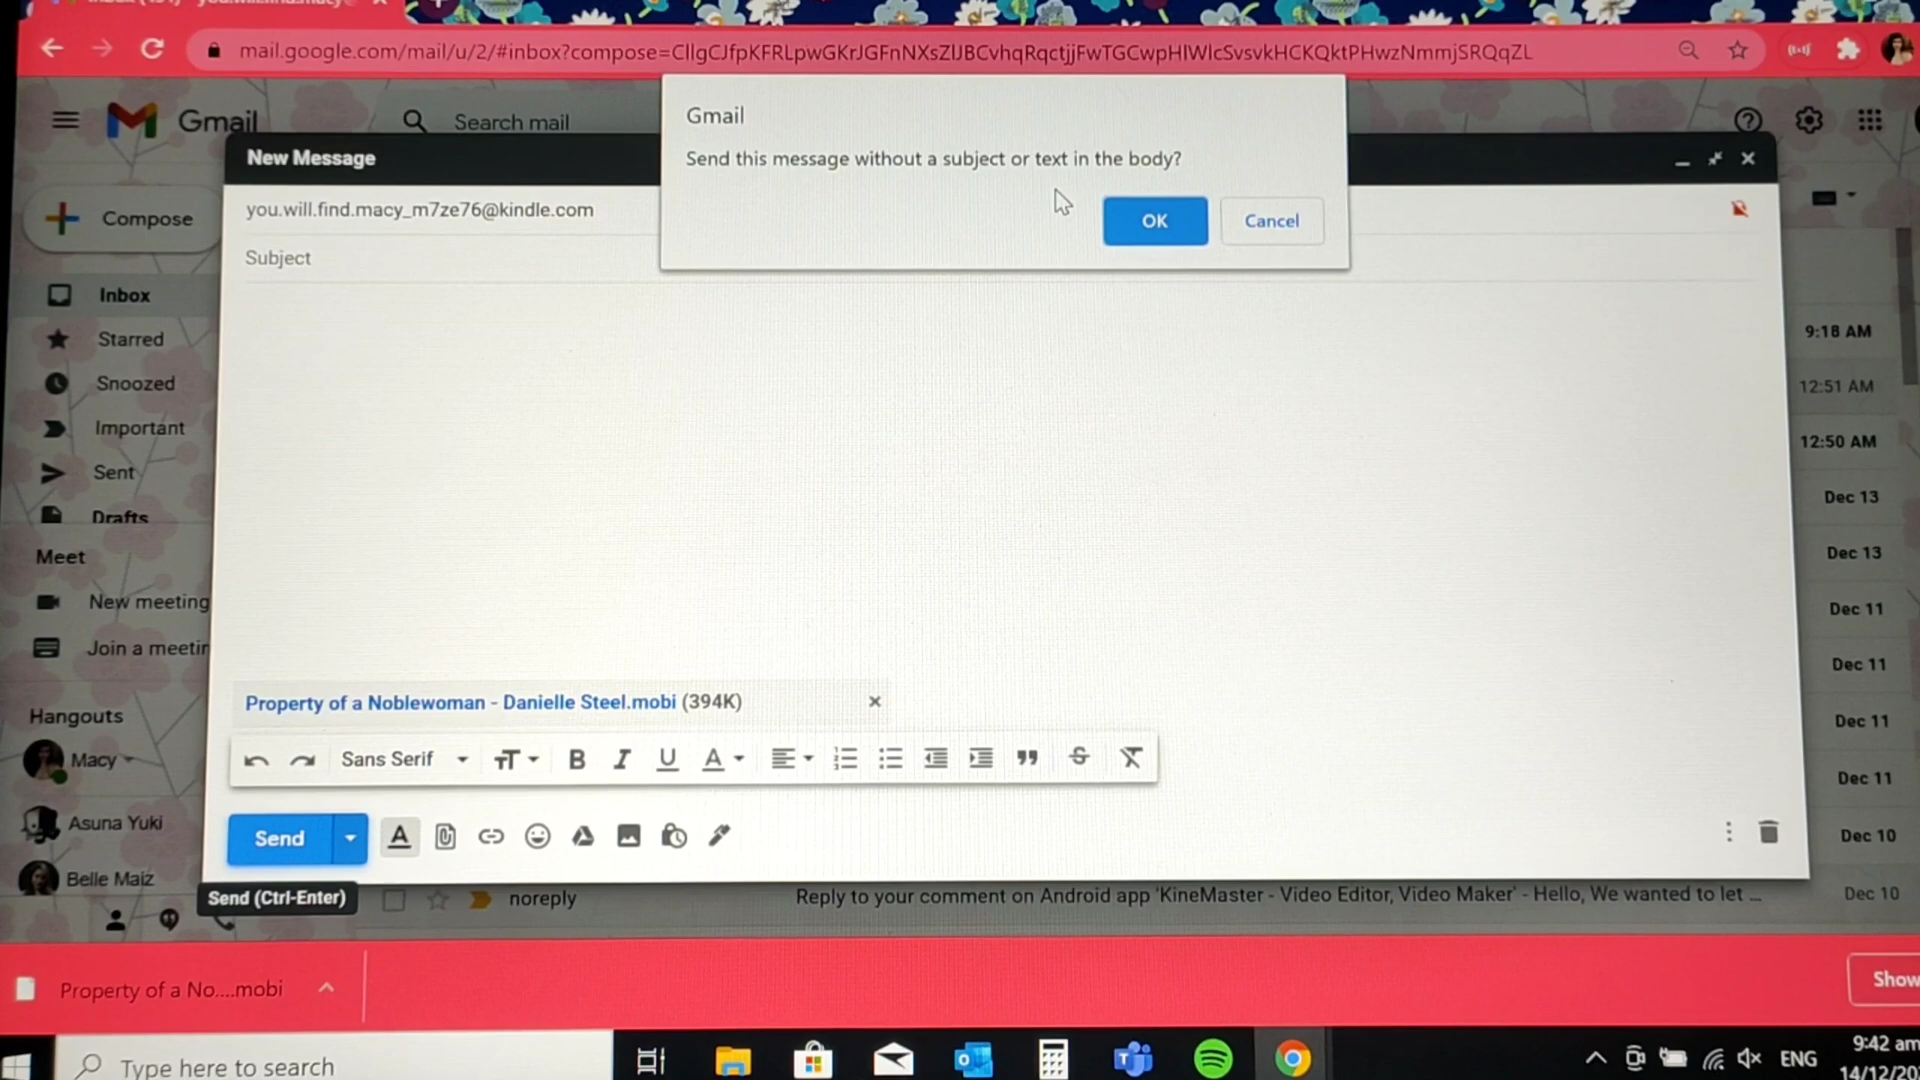 mail.google.com/mail/u/2/#inbox?compose=CllgCJfpKFRLpwGKrJGFnNXsZlJBCvhqRqctjjFwTGCwpHlWlcSvsvkHCKQktPHwzNmmjSRQqZL
Gmail
Search mail
Gmail
Send this message without a subject or text in the body?
OK
Cancel
New Message
you.will.find.macy_m7ze76@kindle.com
Subject
Compose
Inbox
Starred
Snoozed
Important
Sent
Drafts
Meet
New meeting
Join a meetin
Hangouts
Macy
Asuna Yuki
Belle Maiz
9:18 AM
12:51 AM
12:50 AM
Dec 13
Dec 13
Dec 11
Dec 11
Dec 11
Dec 11
Dec 10
Property of a Noblewoman - Danielle Steel.mobi (394K)
Sans Serif
Send
Send (Ctrl-Enter)
noreply
Reply to your comment on Android app 'KineMaster - Video Editor, Video Maker' - Hello, We wanted to let ...
Dec 10
Property of a No....mobi
Show
Type here to search
ENG
9:42 am
14/12/20